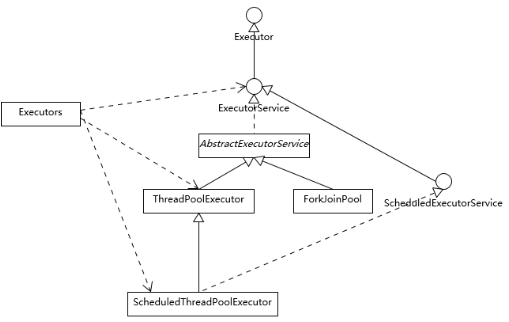 Executor
ExecutorService
Executors
AbstractExecutorService
ThreadPoolExecutor
ForkJoinPool
ScheduledExecutorService
ScheduledThreadPoolExecutor